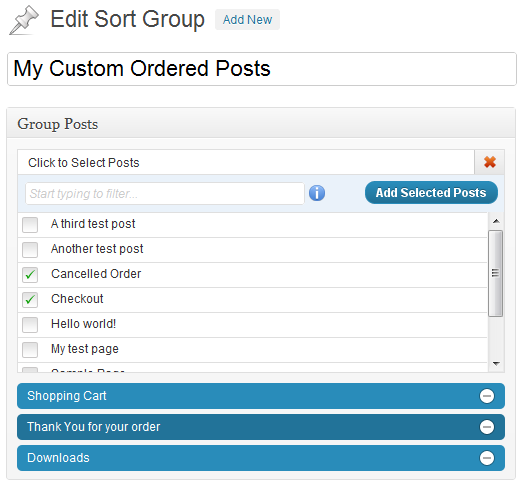 Edit Sort Group Add New
My Custom Ordered Posts
Group Posts
Click to Select Posts
Start typing to filter... Add Selected Posts
A third test post
Another test post
Cancelled Order
Checkout
Hello world!
My test page
Sample Page
Shopping Cart
Thank You for your order
Downloads